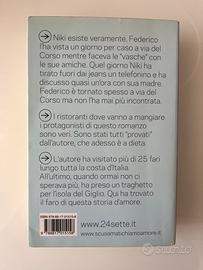 Niki esiste veramente. Federico
l'ha vista un giorno per caso a via del
Corso mentre faceva le "vasche" con
le sue amiche. Quel giorno Niki ha
tirato fuori dai jeans un telefonino e ha
discusso quasi un'ora con sua madre.
Federico è tornato spesso a via del
Corso ma non l'ha mai più incontrata.
I ristoranti dove vanno a mangiare
i protagonisti di questo romanzo
sono veri. Sono stati "provati"
dall'autore, che adesso è a dieta.
L'autore ha visitato più di 25 fari
lungo tutta la costa d'Italia.
All'ultimo, quando ormai non ci
sperava più, ha preso un traghetto
per l'isola del Giglio. Qui ha trovato
il faro di questa storia d'amore.
www.24sette.it
www.scusamatichiamoamore.it
subito